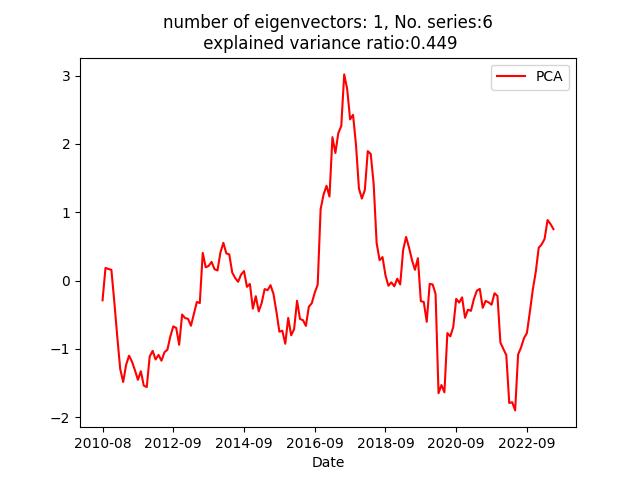 number of eigenvectors: 1, No. series:6
explained variance ratio:0.449
PCA
3
2
1
0
−1
−2
2010-08 2012-09 2014-09 2016-09 2018-09 2020-09 2022-09
Date